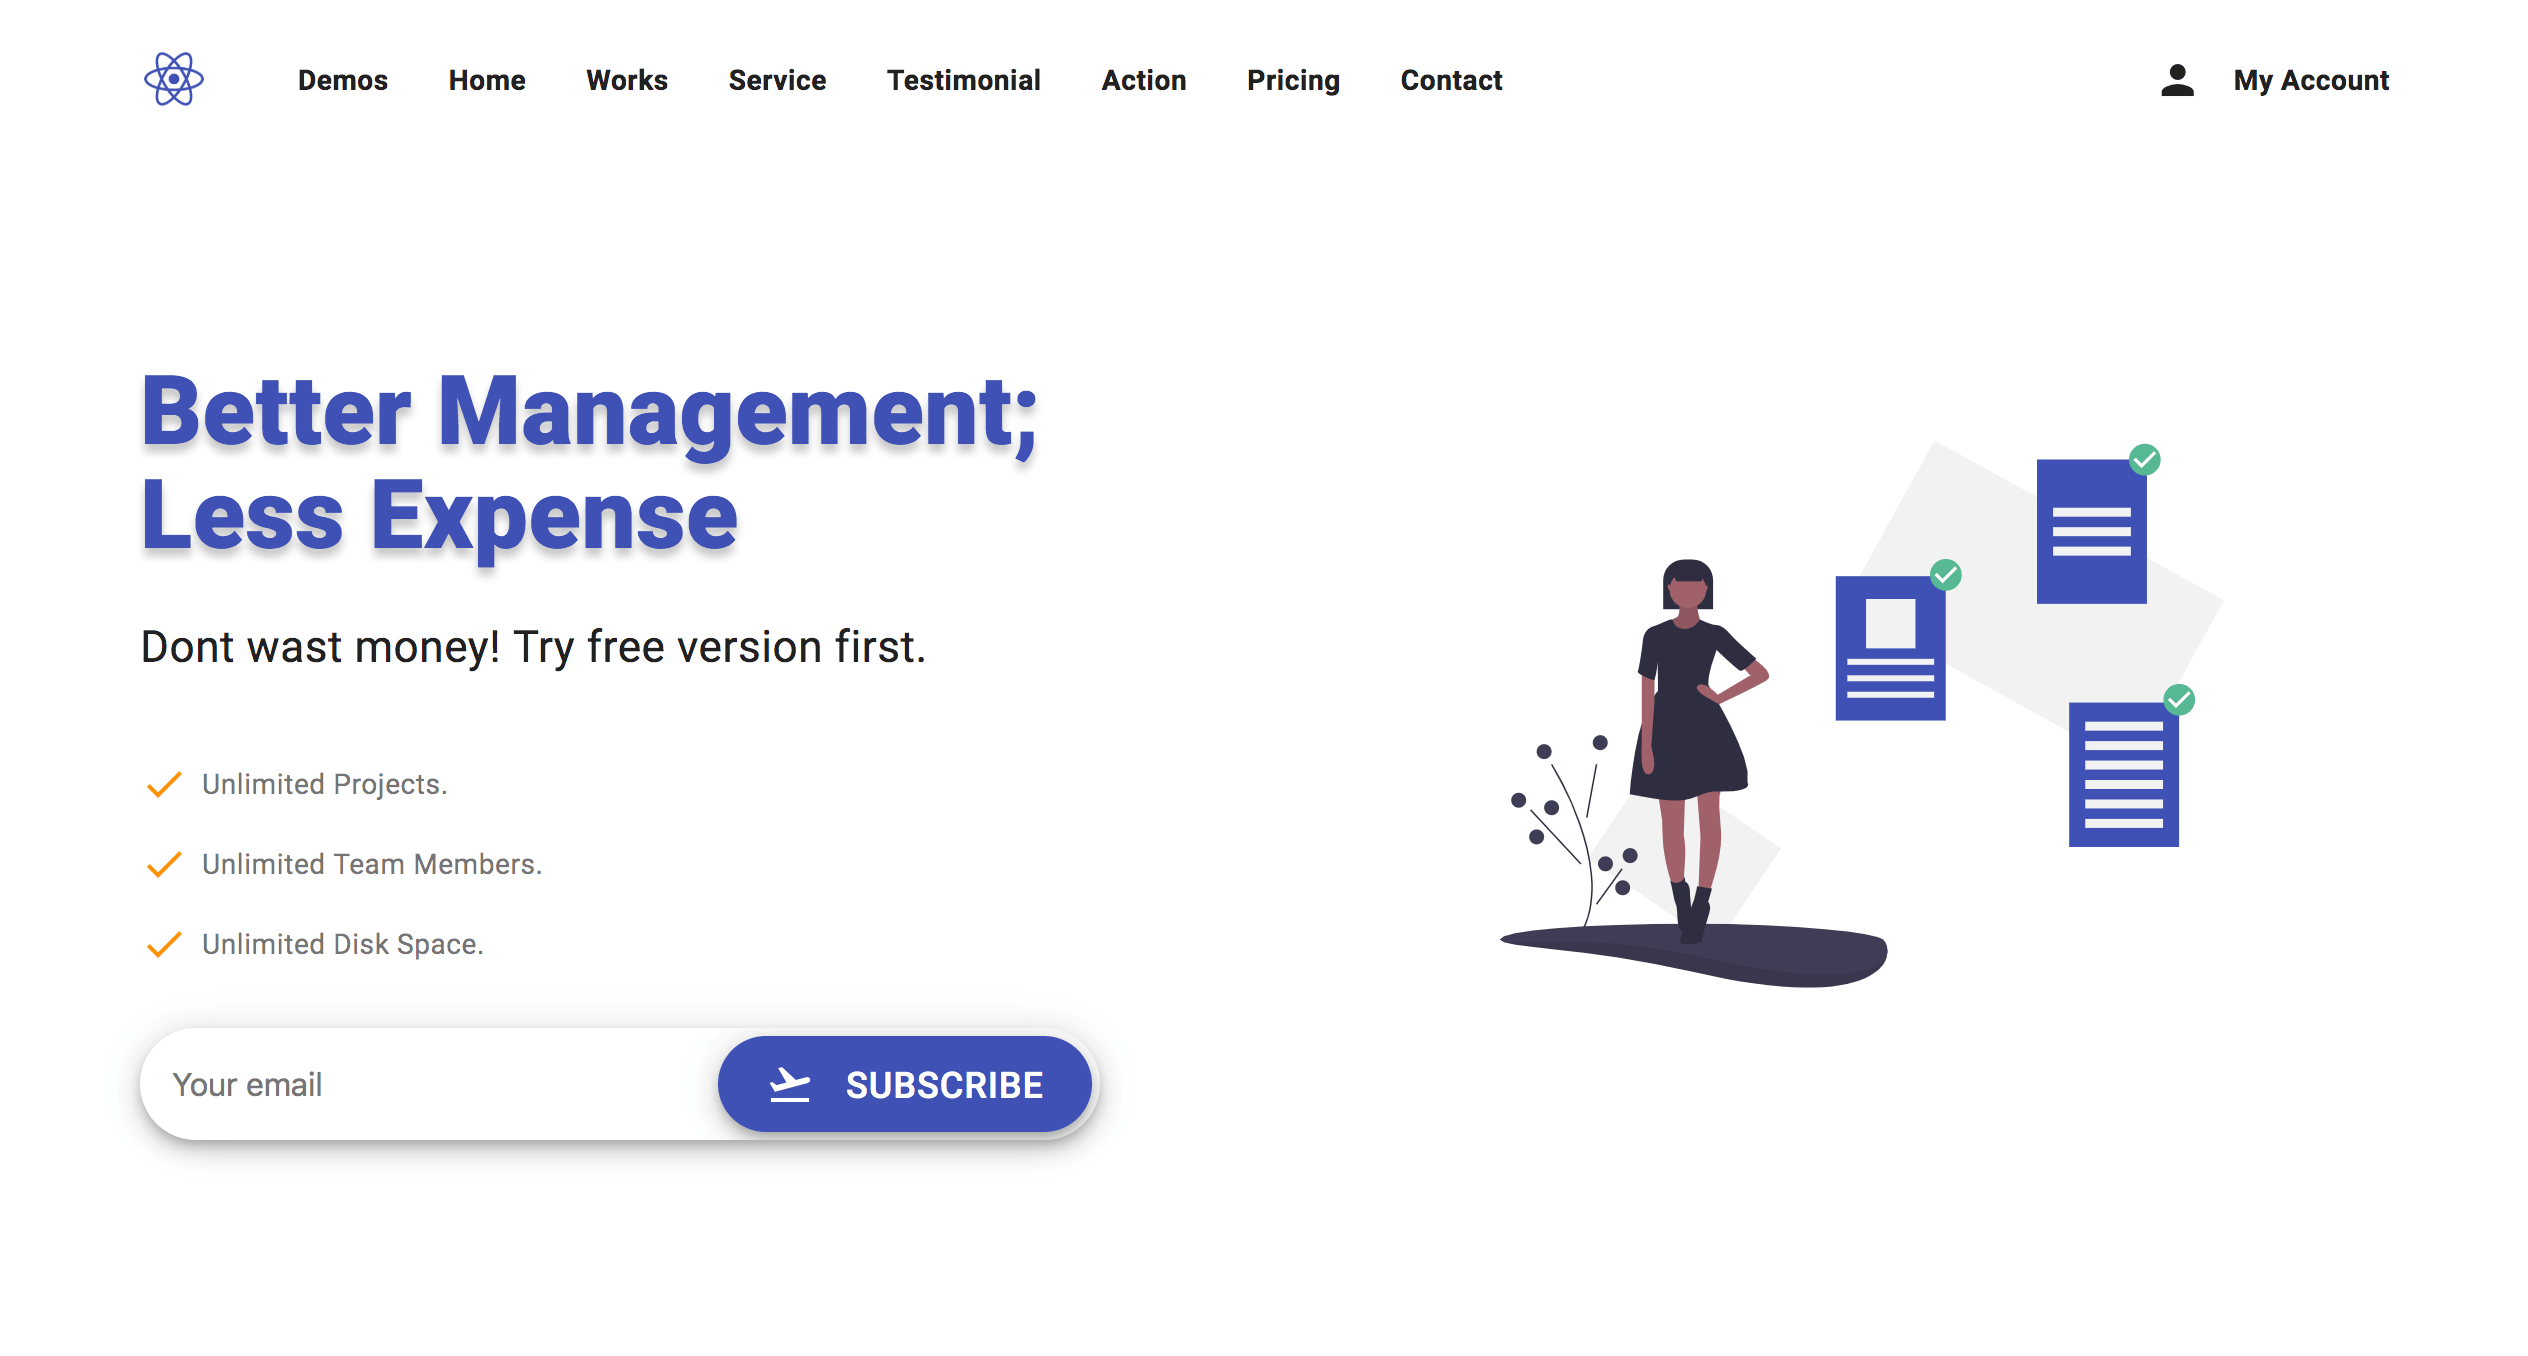 Demos Home Works Service Testimonial Action Pricing Contact My Account
Better Management;
Less Expense
Dont wast money! Try free version first.
Unlimited Projects.
Unlimited Team Members.
Unlimited Disk Space.
Your email SUBSCRIBE